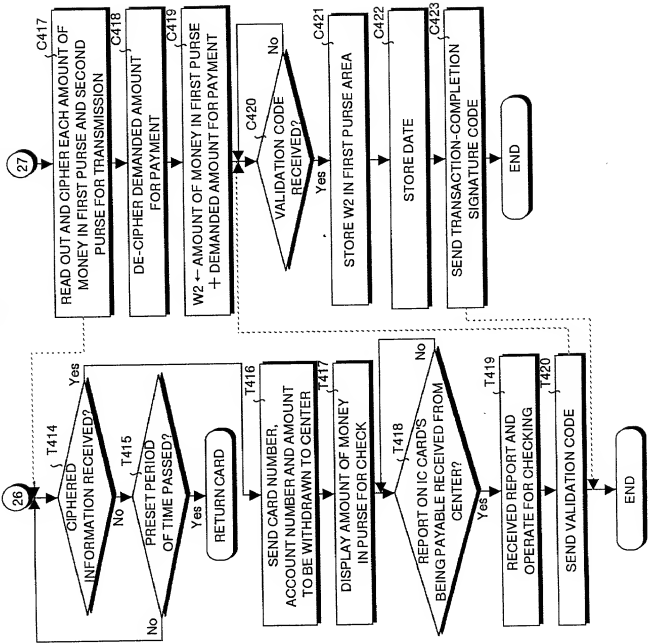 26
T414
CIPHERED
INFORMATION RECEIVED?
Yes
No
T415
PRESET PERIOD
OF TIME PASSED?
No
Yes
RETURN CARD
T416
SEND CARD NUMBER,
ACCOUNT NUMBER AND AMOUNT
TO BE WITHDRAWN TO CENTER
T417
DISPLAY AMOUNT OF MONEY
IN PURSE FOR CHECK
T418
REPORT ON IC CARD'S
BEING PAYABLE RECEIVED FROM
CENTER?
No
Yes
T419
RECEIVED REPORT AND
OPERATE FOR CHECKING
T420
SEND VALIDATION CODE
END
27
C417
READ OUT AND CIPHER EACH AMOUNT OF
MONEY IN FIRST PURSE AND SECOND
PURSE FOR TRANSMISSION
C418
DE-CIPHER DEMANDED AMOUNT
FOR PAYMENT
C419
W2 ← AMOUNT OF MONEY IN FIRST PURSE
+ DEMANDED AMOUNT FOR PAYMENT
C420
VALIDATION CODE
RECEIVED?
No
Yes
C421
STORE W2 IN FIRST PURSE AREA
C422
STORE DATE
C423
SEND TRANSACTION-COMPLETION
SIGNATURE CODE
END